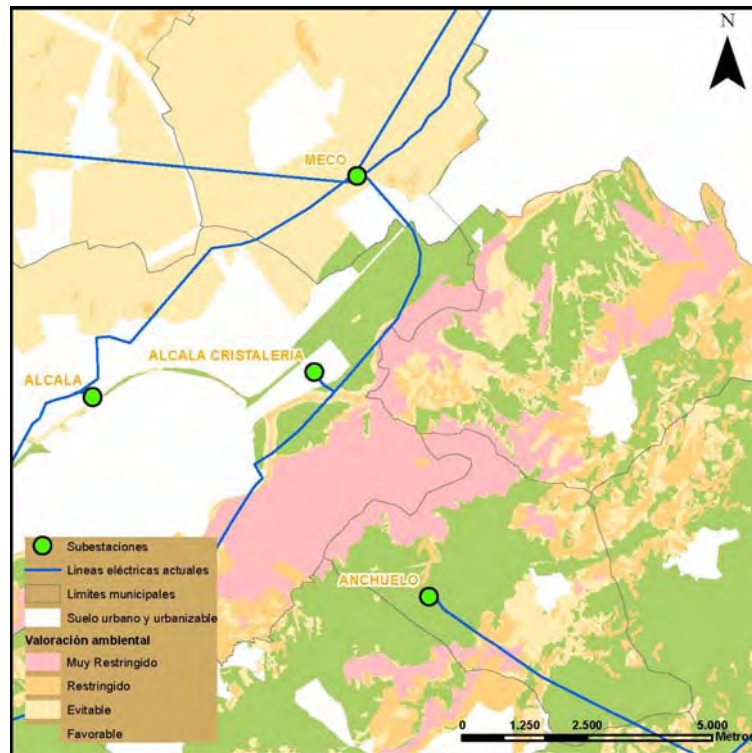 N
MECO
ALCALA CRISTALERIA
ALCALA
ANCHUELO
Subestaciones
Lineas eléctricas actuales
Limites municipales
Suelo urbano y urbanizable
Valoración ambiental
Muy Restringido
Restringido
Evitable
Favorable
0 1.250 2.500 5.000
Metro